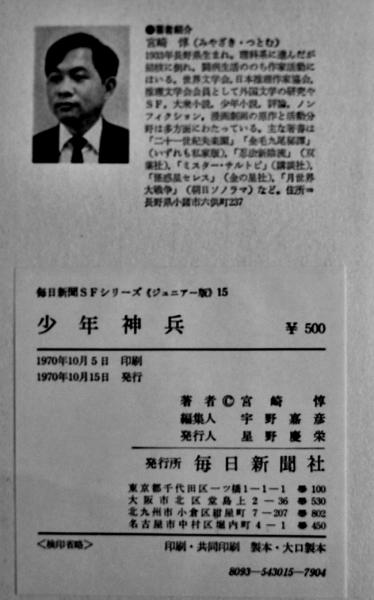 ●著者紹介
宮崎 惇(みやざき・つとむ)
1933年長野県生まれ。理科系に進んだが
結核に倒れ、闘病生活ののち作家活動に
はいる。世界文学会、日本推理作家協会、
推理文学会会員として外国文学の研究や
SF、大衆小説、少年小説、評論、ノン
フィクション、漫画劇画の原作と活動分
野は多方面にわたっている。主な著書は
「二十一世紀失楽園」「金毛九尾秘譚」
(いずれも私家版)、「忍法新陰流」(双
葉社)、「ミスター・チルトピ」(講談社)、
「怪惑星セレス」(金の星社)、「月世界
大戦争」(朝日ソノラマ)など。住所=
長野県小諸市六供町237
毎日新聞SFシリーズ《ジュニアー版》15
少年神兵 ¥500
1970年10月5日 印刷
1970年10月15日 発行
著者© 宮崎惇
編集人 宇野嘉彦
発行人 星野慶栄
発行所 毎日新聞社
東京都千代田区一ツ橋1-1-1 100
大阪市北区堂島上2-36 530
北九州市小倉区紺屋町7-207 802
名古屋市中村区堀内町4-1 450
<検印省略> 印刷・共同印刷 製本・大口製本
8093-543015-7904